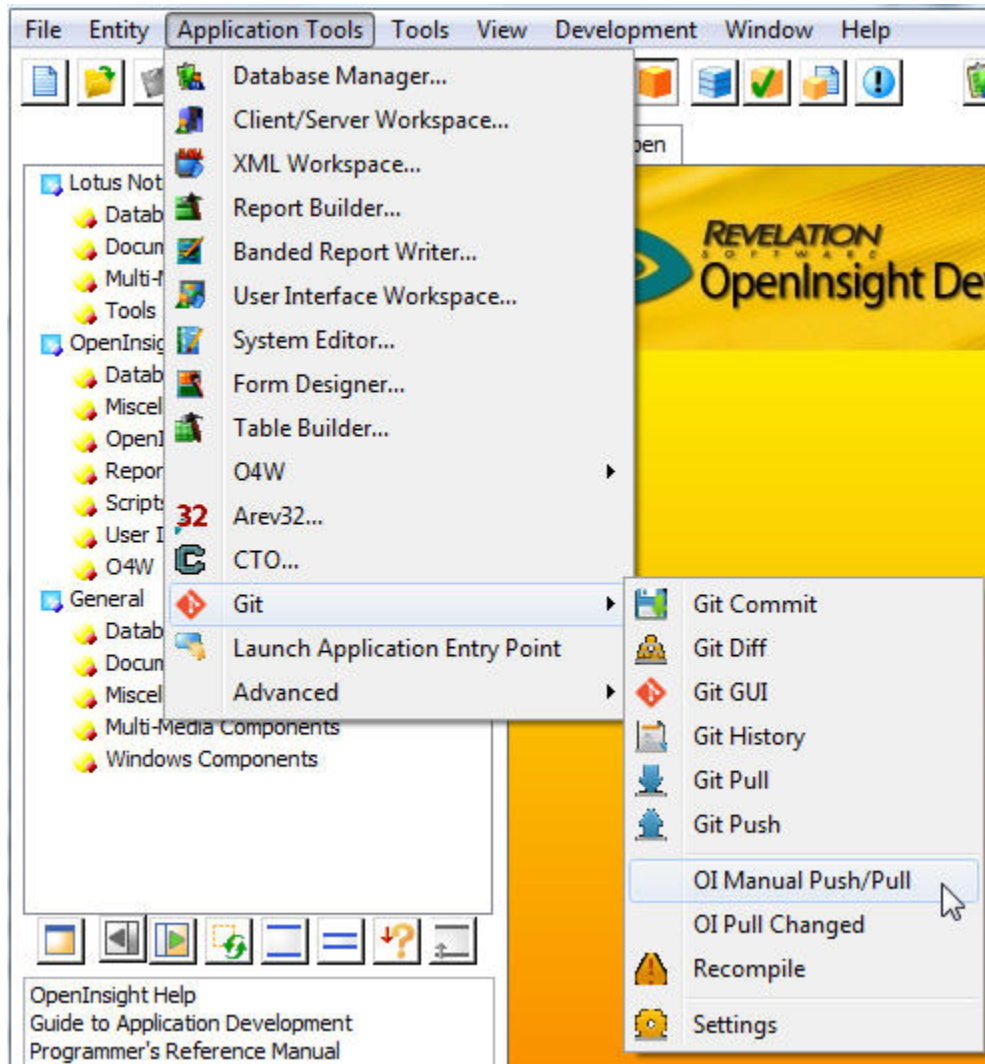 File Entity Application Tools Tools View Development Window Help
Database Manager...
Client/Server Workspace...
XML Workspace...
Report Builder...
Banded Report Writer...
User Interface Workspace...
System Editor...
Form Designer...
Table Builder...
O4W
32 Arev32...
C CTO...
Git
Launch Application Entry Point
Advanced
Git Commit
Git Diff
Git GUI
Git History
Git Pull
Git Push
OI Manual Push/Pull
OI Pull Changed
Recompile
Settings
Lotus Not
Datab
Docum
Tools
OpenInsig
Datab
Miscel
Repor
Scripts
O4W
General
Datab
Docum
Miscel
Multi-Media Components
Windows Components
pen
REVELATION
SOFTWARE
OpenInsight De
OpenInsight Help
Guide to Application Development
Programmer's Reference Manual